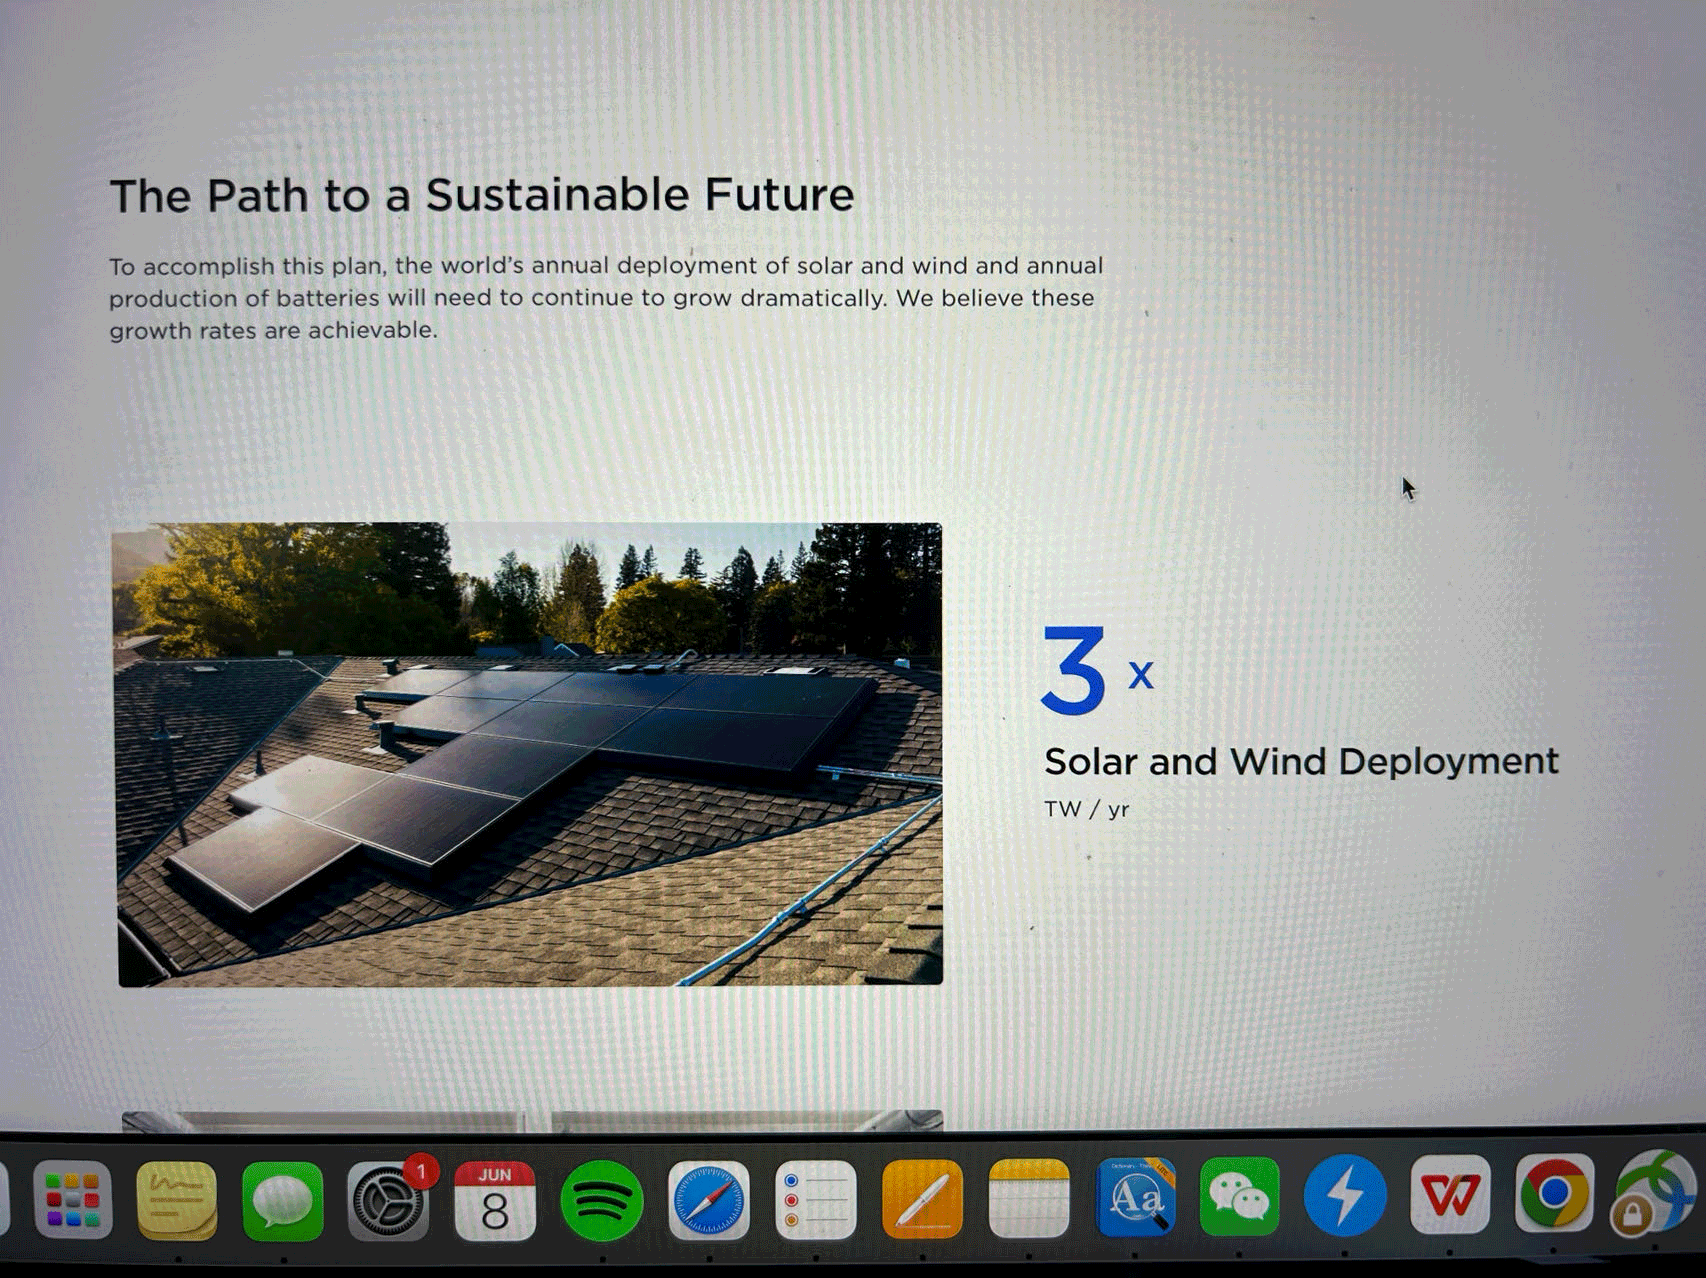 The Path to a Sustainable Future
To accomplish this plan, the world's annual deployment of solar and wind and annual
production of batteries will need to continue to grow dramatically. We believe these
growth rates are achievable.
3 x
Solar and Wind Deployment
TW / yr
1
JUN
8
Aa